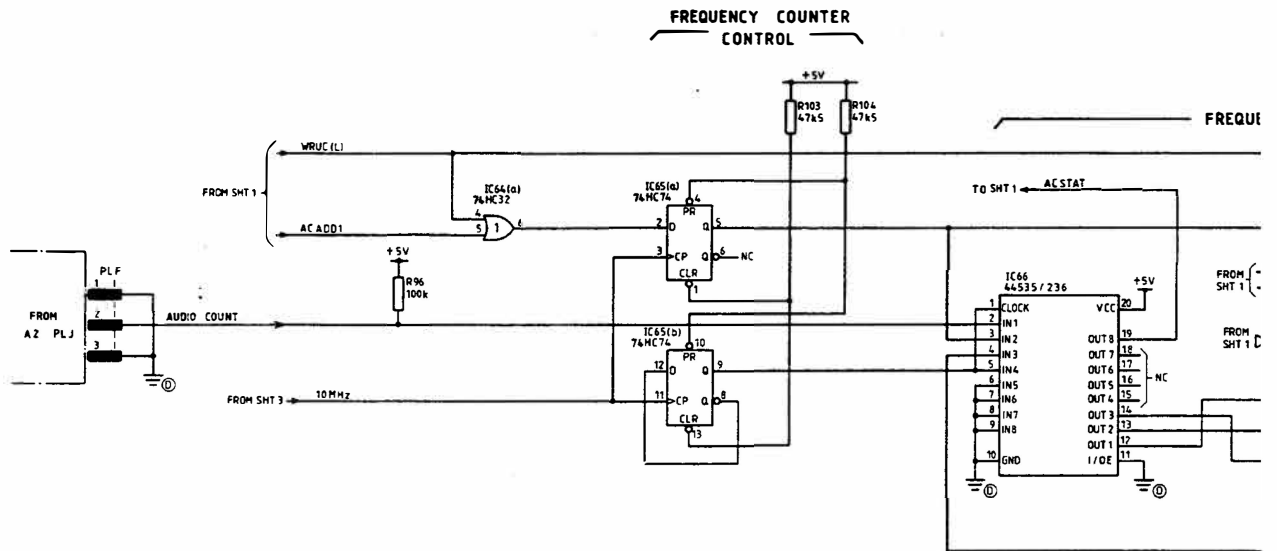 FREQUENCY COUNTER
CONTROL
+5V
R103
47k5
R104
47k5
FREQUE
WRUC(L)
FROM SHT 1
AC ADD1
IC64(a)
74HC32
4
5
1
6
IC65(a)
74HC74
4
PR
2
D
Q
5
3
CP
Q
6
NC
CLR
1
TO SHT 1
ACSTAT
+5V
R96
100k
PLF
1
2
3
FROM
A2 PLJ
AUDIO COUNT
D
FROM SHT 3
10MHz
IC65(b)
74HC74
10
PR
12
D
Q
9
11
CP
Q
8
CLR
13
IC66
44535/236
+5V
1
CLOCK
VCC
20
2
IN1
3
IN2
OUT8
19
4
IN3
OUT7
18
5
IN4
OUT6
17
6
IN5
OUT5
16
7
IN6
OUT4
15
8
IN7
OUT3
14
9
IN8
OUT2
13
OUT1
12
10
GND
I/OE
11
NC
D
D
FROM
SHT 1
FROM
SHT 1